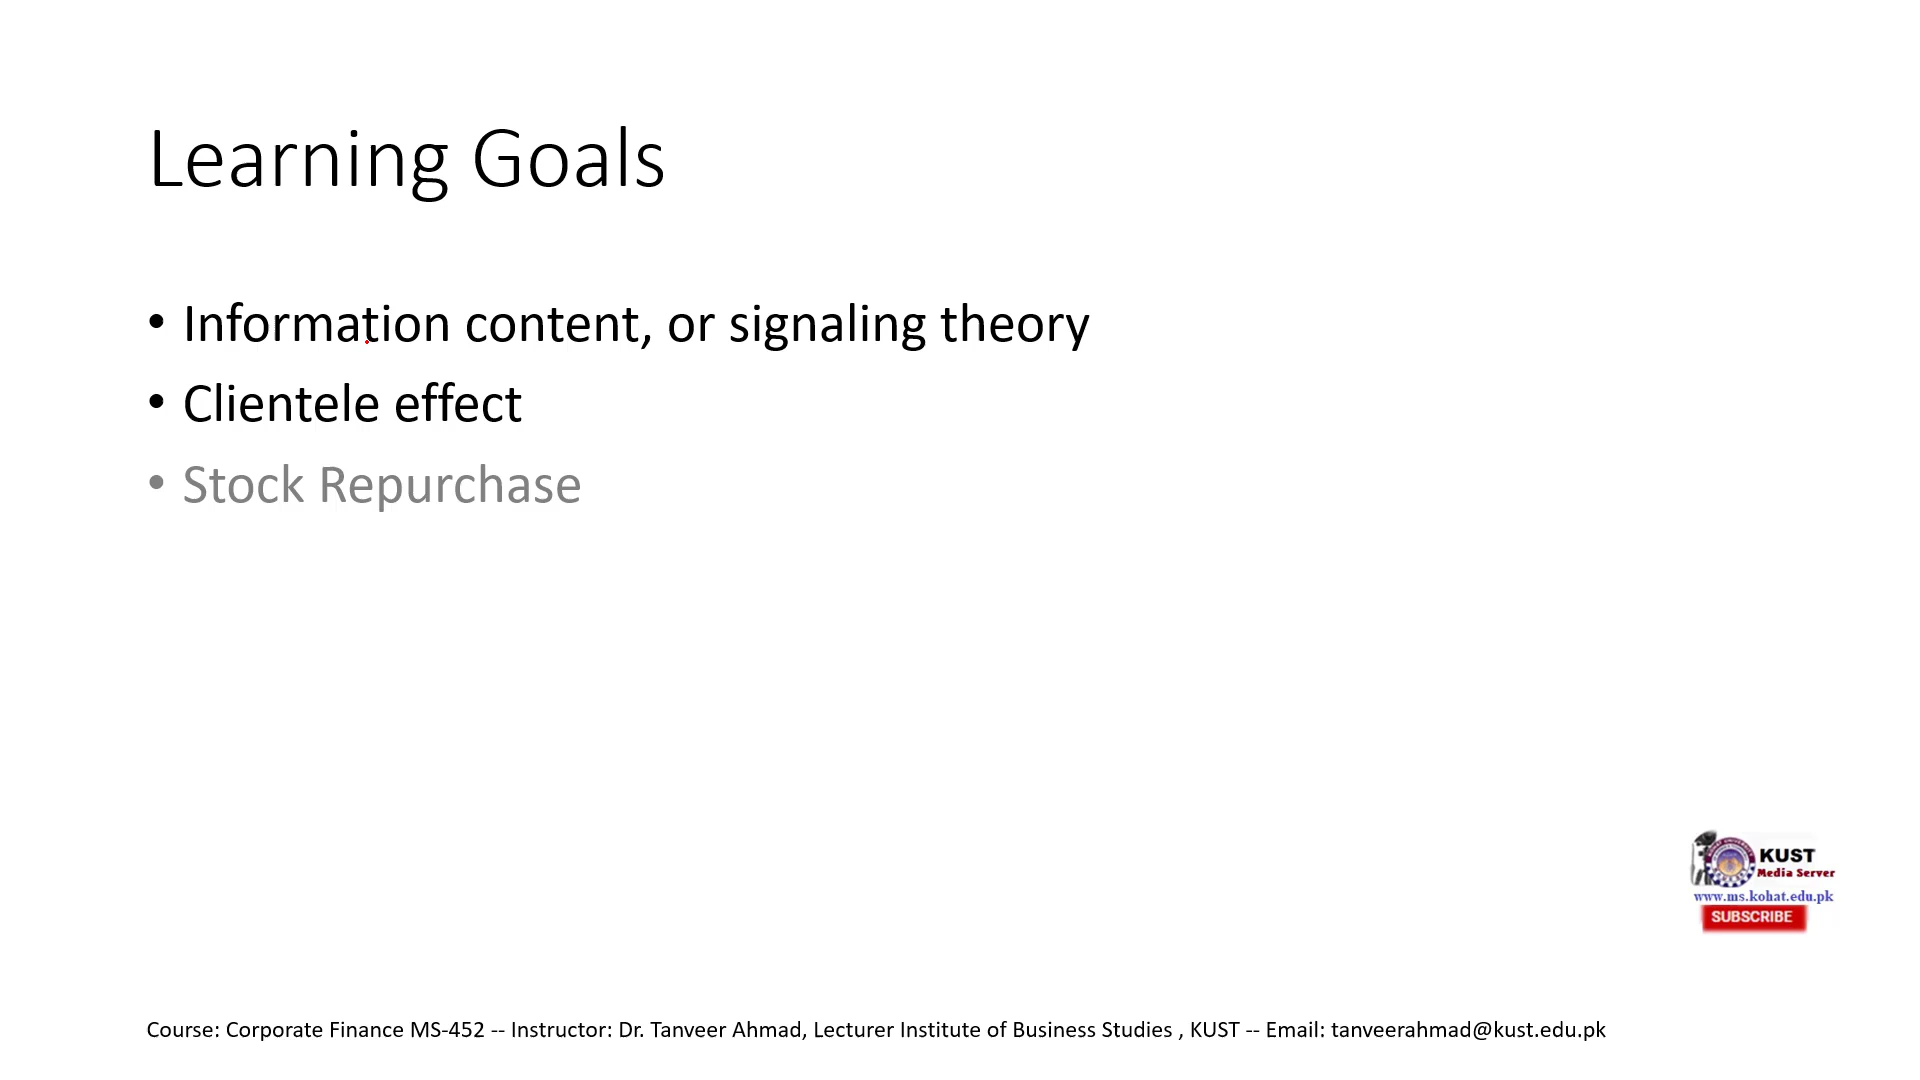 Learning Goals
• Information content, or signaling theory
• Clientele effect
• Stock Repurchase
KUST
Media Server
www.ms.kohat.edu.pk
SUBSCRIBE
Course: Corporate Finance MS-452 -- Instructor: Dr. Tanveer Ahmad, Lecturer Institute of Business Studies , KUST -- Email: tanveerahmad@kust.edu.pk